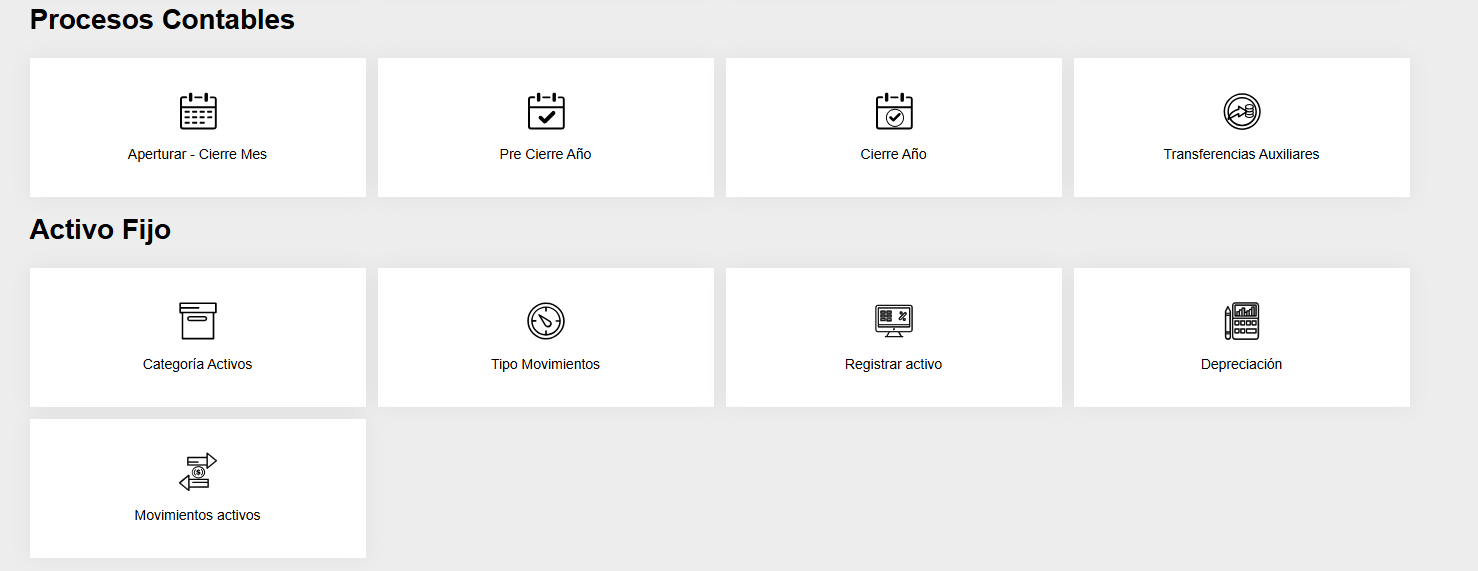 Procesos Contables
Aperturar - Cierre Mes
Pre Cierre Año
Cierre Año
Transferencias Auxiliares
Activo Fijo
Categoría Activos
Tipo Movimientos
Registrar activo
Depreciación
Movimientos activos